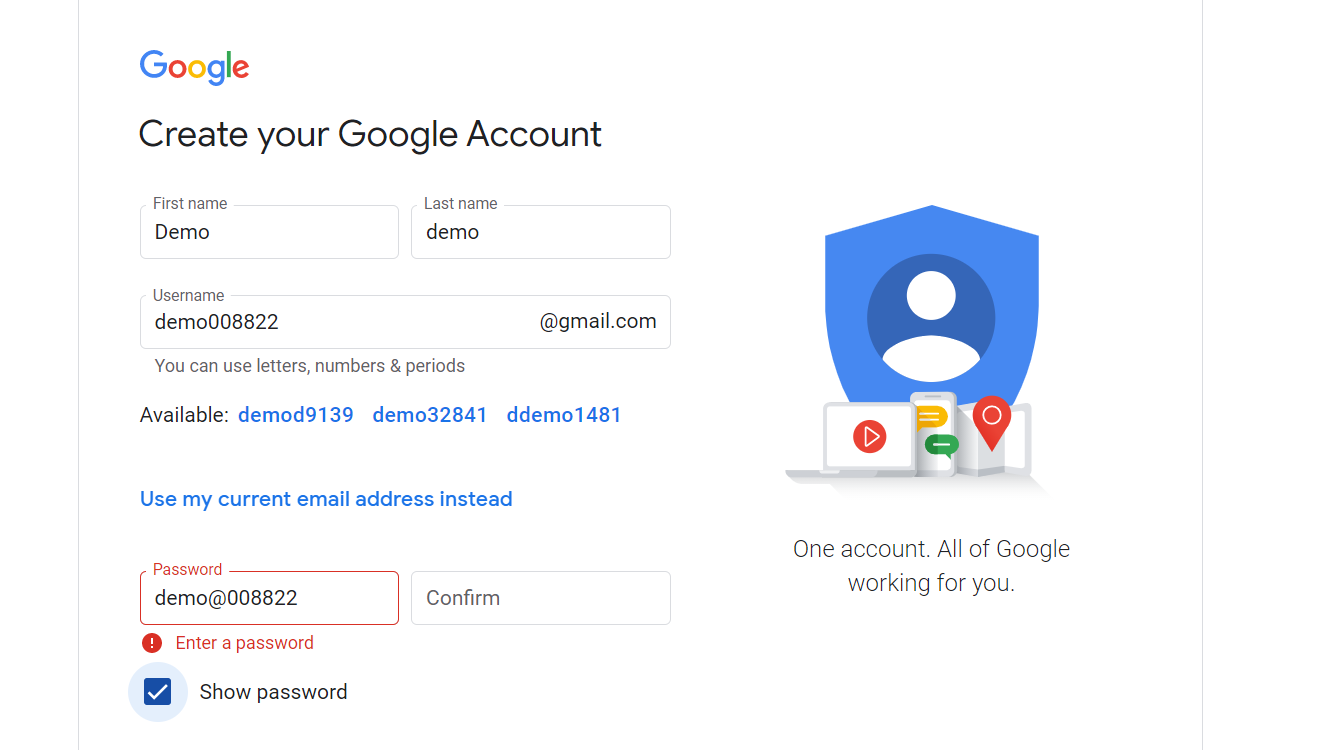 Google
Create your Google Account
First name
Last name
Demo
demo
Username
demo008822
@gmail.com
You can use letters, numbers & periods
Available: demod9139 demo32841 ddemo1481
Use my current email address instead
Password
demo@008822
Confirm
Enter a password
Show password
One account. All of Google
working for you.